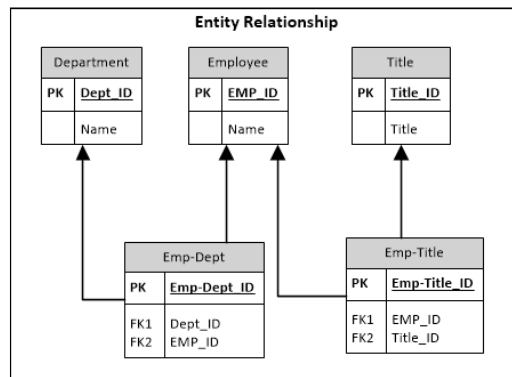 Entity Relationship
Department
PK Dept_ID
Name
Employee
PK EMP_ID
Name
Title
PK Title_ID
Title
Emp-Dept
PK Emp-Dept_ID
FK1 Dept_ID
FK2 EMP_ID
Emp-Title
PK Emp-Title_ID
FK1 EMP_ID
FK2 Title_ID